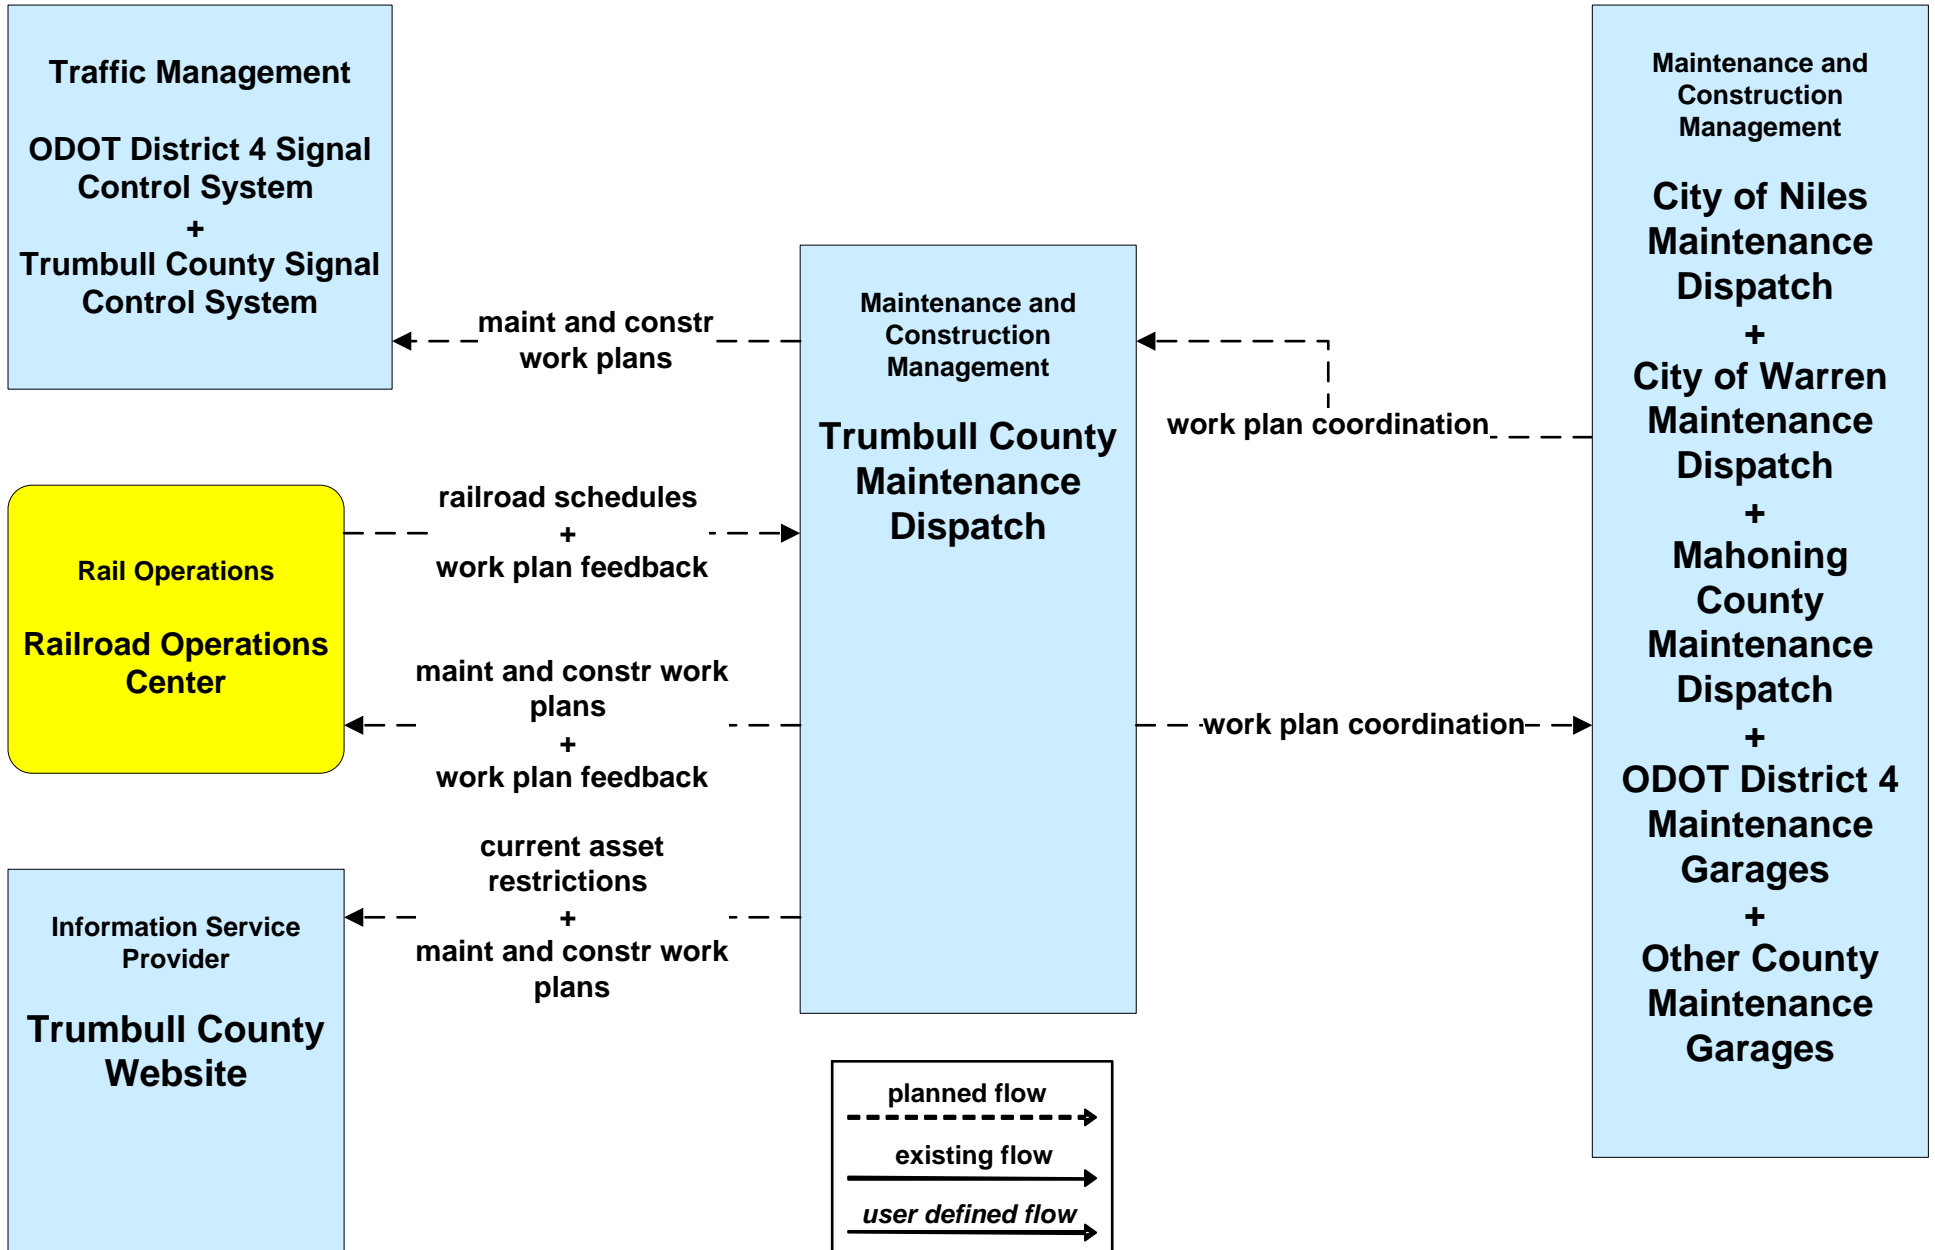 Traffic Management
ODOT District 4 Signal
Control System
+
Trumbull County Signal
Control System
Rail Operations
Railroad Operations
Center
Information Service
Provider
Trumbull County
Website
maint and constr
work plans
railroad schedules
+
work plan feedback
maint and constr work
plans
+
work plan feedback
current asset
restrictions
+
maint and constr work
plans
Maintenance and
Construction
Management
Trumbull County
Maintenance
Dispatch
work plan coordination
work plan coordination
Maintenance and
Construction
Management
City of Niles
Maintenance
Dispatch
+
City of Warren
Maintenance
Dispatch
+
Mahoning
County
Maintenance
Dispatch
+
ODOT District 4
Maintenance
Garages
+
Other County
Maintenance
Garages
planned flow
existing flow
user defined flow